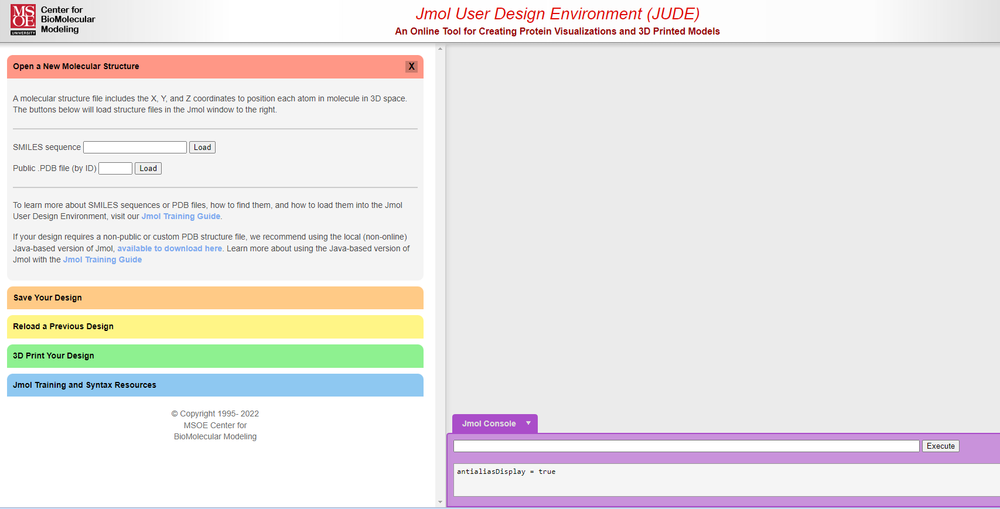 MS
OE
UNIVERSITY
Center for
BioMolecular
Modeling
Jmol User Design Environment (JUDE)
An Online Tool for Creating Protein Visualizations and 3D Printed Models
Open a New Molecular Structure
X
A molecular structure file includes the X, Y, and Z coordinates to position each atom in molecule in 3D space.
The buttons below will load structure files in the Jmol window to the right.
SMILES sequence Load
Public .PDB file (by ID) Load
To learn more about SMILES sequences or PDB files, how to find them, and how to load them into the Jmol
User Design Environment, visit our Jmol Training Guide.
If your design requires a non-public or custom PDB structure file, we recommend using the local (non-online)
Java-based version of Jmol, available to download here. Learn more about using the Java-based version of
Jmol with the Jmol Training Guide
Save Your Design
Reload a Previous Design
3D Print Your Design
Jmol Training and Syntax Resources
© Copyright 1995- 2022
MSOE Center for
BioMolecular Modeling
Jmol Console
Execute
antialiasDisplay = true